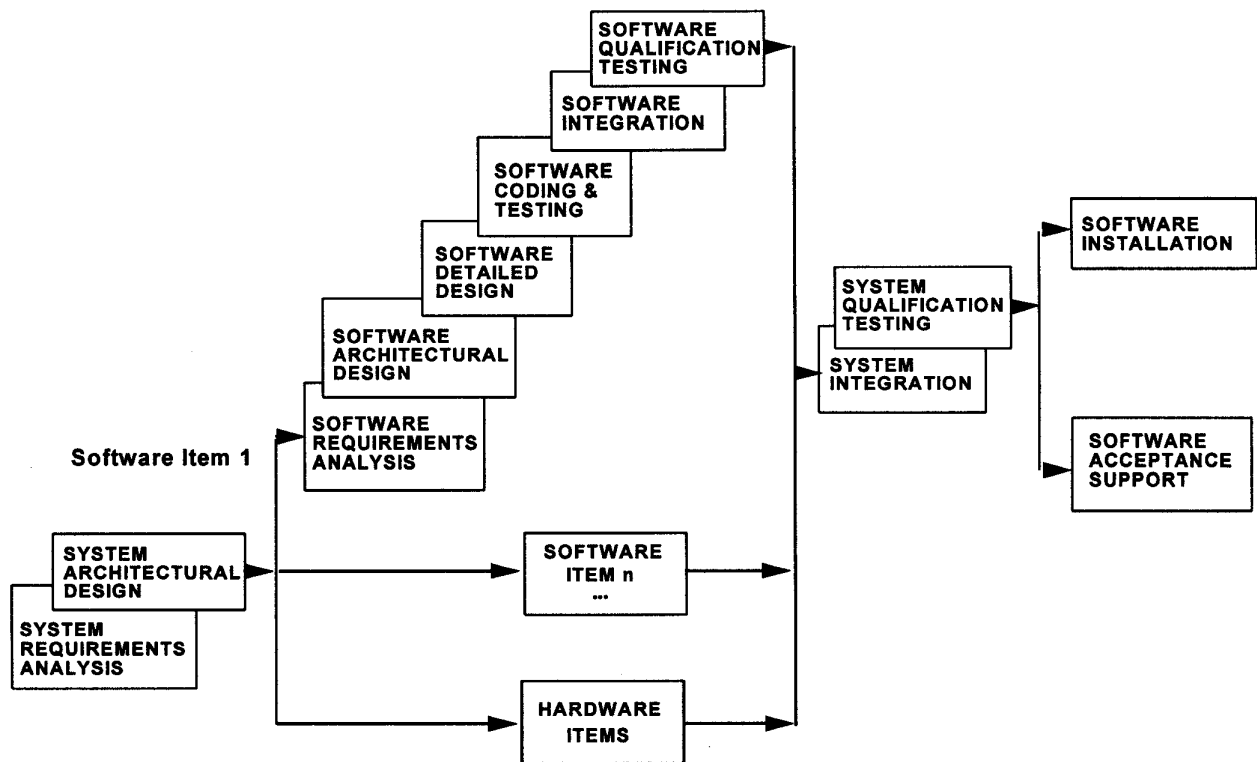 SOFTWARE
QUALIFICATION
TESTING
SOFTWARE
INTEGRATION
SOFTWARE
CODING &
TESTING
SOFTWARE
DETAILED
DESIGN
SOFTWARE
ARCHITECTURAL
DESIGN
SOFTWARE
REQUIREMENTS
ANALYSIS
Software Item 1
SYSTEM
ARCHITECTURAL
DESIGN
SYSTEM
REQUIREMENTS
ANALYSIS
SOFTWARE
ITEM n
...
HARDWARE
ITEMS
SYSTEM
QUALIFICATION
TESTING
SYSTEM
INTEGRATION
SOFTWARE
INSTALLATION
SOFTWARE
ACCEPTANCE
SUPPORT